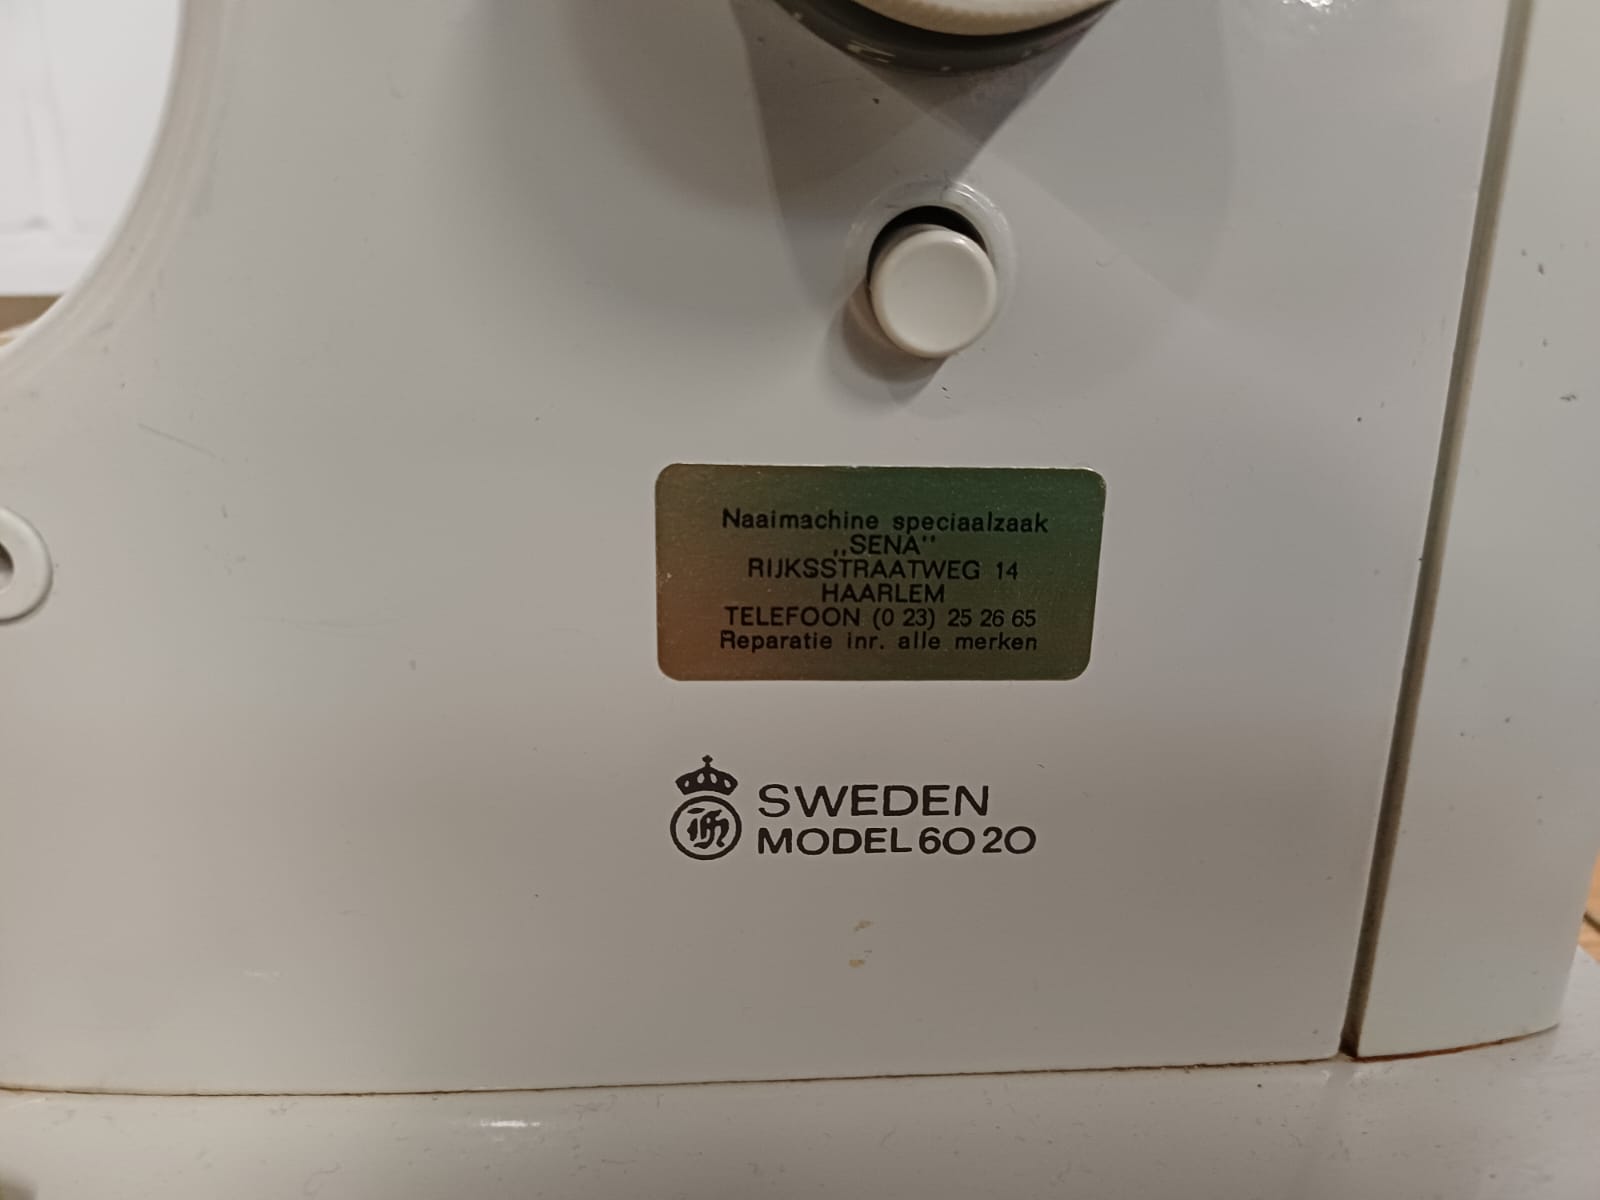 Naaimachine speciaalzaak
„SENA”
RIJKSSTRAATWEG 14
HAARLEM
TELEFOON (0 23) 25 26 65
Reparatie inr. alle merken
SWEDEN
MODEL 6020